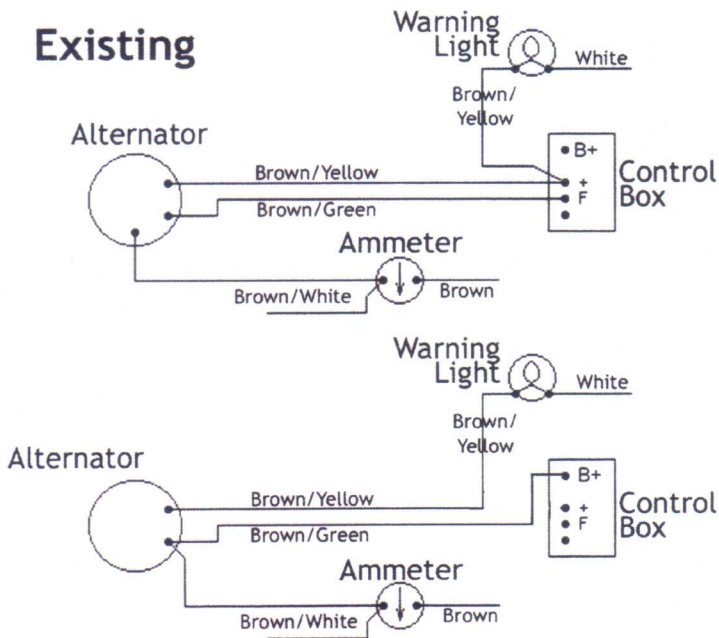 Existing
Warning
Light
White
Brown/
Yellow
Alternator
B+
Brown/Yellow
+
Control
Box
F
Brown/Green
Ammeter
Brown/White
Brown
Warning
Light
White
Brown/
Yellow
Alternator
B+
Brown/Yellow
+
Control
Box
F
Brown/Green
Ammeter
Brown/White
Brown